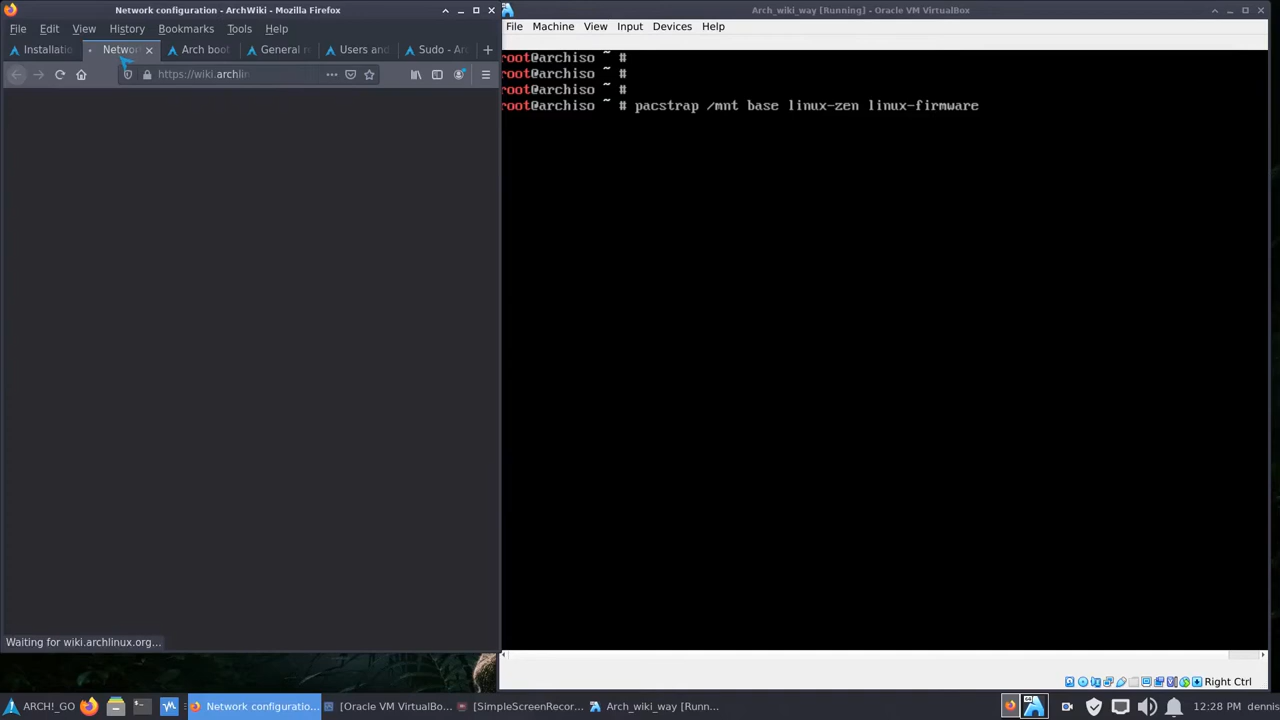 Network configuration - ArchWiki - Mozilla Firefox
File Edit View History Bookmarks Tools Help
Installatio Networ Arch boot General r Users and Sudo - Arc
https://wiki.archlin
Waiting for wiki.archlinux.org...
Arch_wiki_way [Running] - Oracle VM VirtualBox
File Machine View Input Devices Help
root@archiso ~ #
root@archiso ~ #
root@archiso ~ #
root@archiso ~ # pacstrap /mnt base linux-zen linux-firmware
Right Ctrl
ARCH!_GO Network configuratio... [Oracle VM VirtualBo... [SimpleScreenRecor... Arch_wiki_way [Runn... 12:28 PM dennis